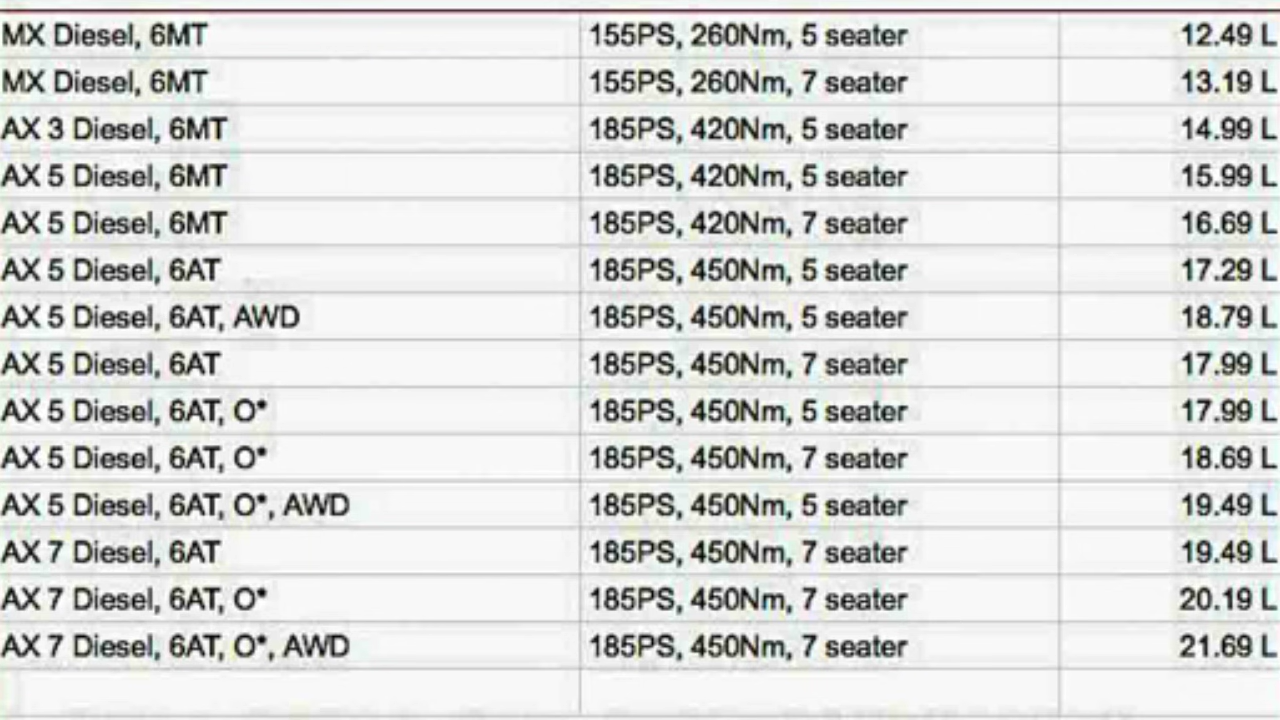 MX Diesel, 6MT 155PS, 260Nm, 5 seater 12.49 L
MX Diesel, 6MT 155PS, 260Nm, 7 seater 13.19 L
AX 3 Diesel, 6MT 185PS, 420Nm, 5 seater 14.99 L
AX 5 Diesel, 6MT 185PS, 420Nm, 5 seater 15.99 L
AX 5 Diesel, 6MT 185PS, 420Nm, 7 seater 16.69 L
AX 5 Diesel, 6AT 185PS, 450Nm, 5 seater 17.29 L
AX 5 Diesel, 6AT, AWD 185PS, 450Nm, 5 seater 18.79 L
AX 5 Diesel, 6AT 185PS, 450Nm, 7 seater 17.99 L
AX 5 Diesel, 6AT, O* 185PS, 450Nm, 5 seater 17.99 L
AX 5 Diesel, 6AT, O* 185PS, 450Nm, 7 seater 18.69 L
AX 5 Diesel, 6AT, O*, AWD 185PS, 450Nm, 5 seater 19.49 L
AX 7 Diesel, 6AT 185PS, 450Nm, 7 seater 19.49 L
AX 7 Diesel, 6AT, O* 185PS, 450Nm, 7 seater 20.19 L
AX 7 Diesel, 6AT, O*, AWD 185PS, 450Nm, 7 seater 21.69 L